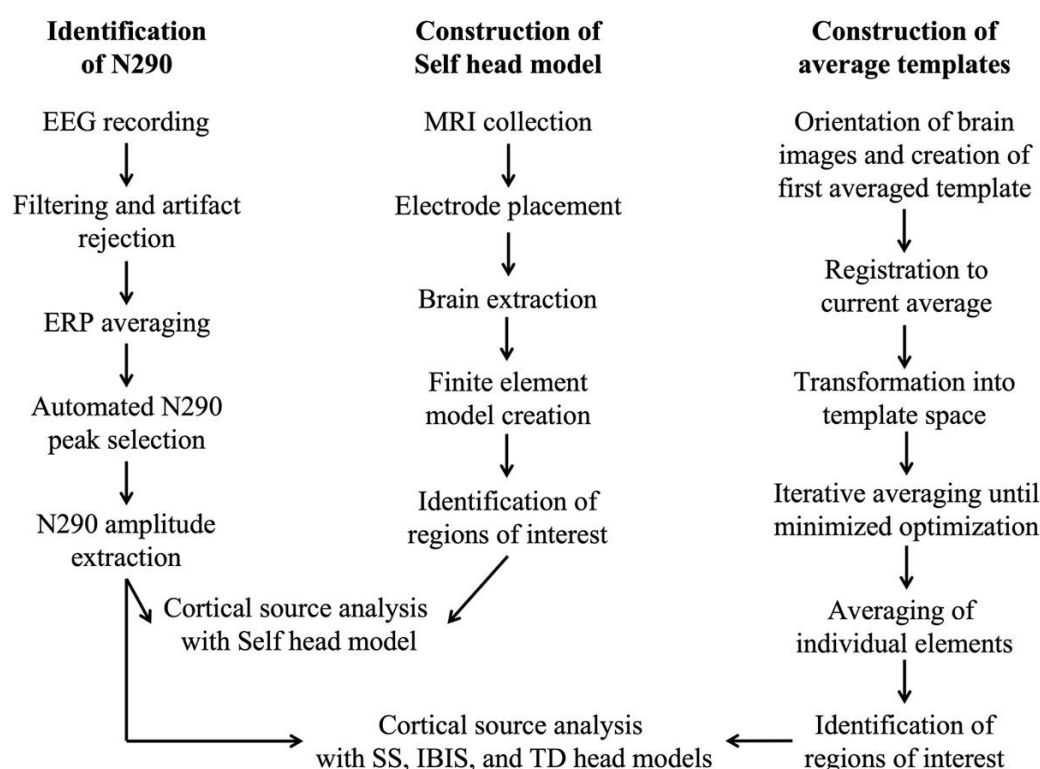 Identification
of N290
EEG recording
Filtering and artifact
rejection
ERP averaging
Automated N290
peak selection
N290 amplitude
extraction
Construction of
Self head model
MRI collection
Electrode placement
Brain extraction
Finite element
model creation
Identification of
regions of interest
Construction of
average templates
Orientation of brain
images and creation of
first averaged template
Registration to
current average
Transformation into
template space
Iterative averaging until
minimized optimization
Averaging of
individual elements
Identification of
regions of interest
Cortical source analysis
with Self head model
Cortical source analysis
with SS, IBIS, and TD head models